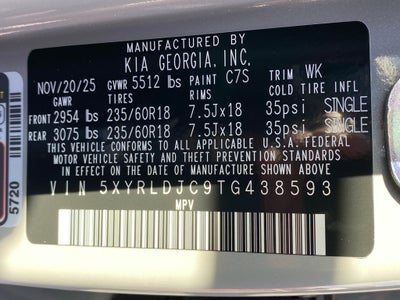 MANUFACTURED BY
KIA GEORGIA, INC.
NOV/20/25 GVWR 5512 lbs PAINT C7S TRIM WK
GAWR TIRES RIMS COLD TIRE INFL
FRONT 2954 lbs 235/60R18 7.5Jx18 35psi SINGLE
REAR 3075 lbs 235/60R18 7.5Jx18 35psi SINGLE
THIS VEHICLE CONFORMS TO ALL APPLICABLE U.S.A. FEDERAL
MOTOR VEHICLE SAFETY AND THEFT PREVENTION STANDARDS
IN EFFECT ON THE DATE OF MANUFACTURE SHOWN ABOVE
VIN 5XYRLDJC9TG438593
MPV
5720